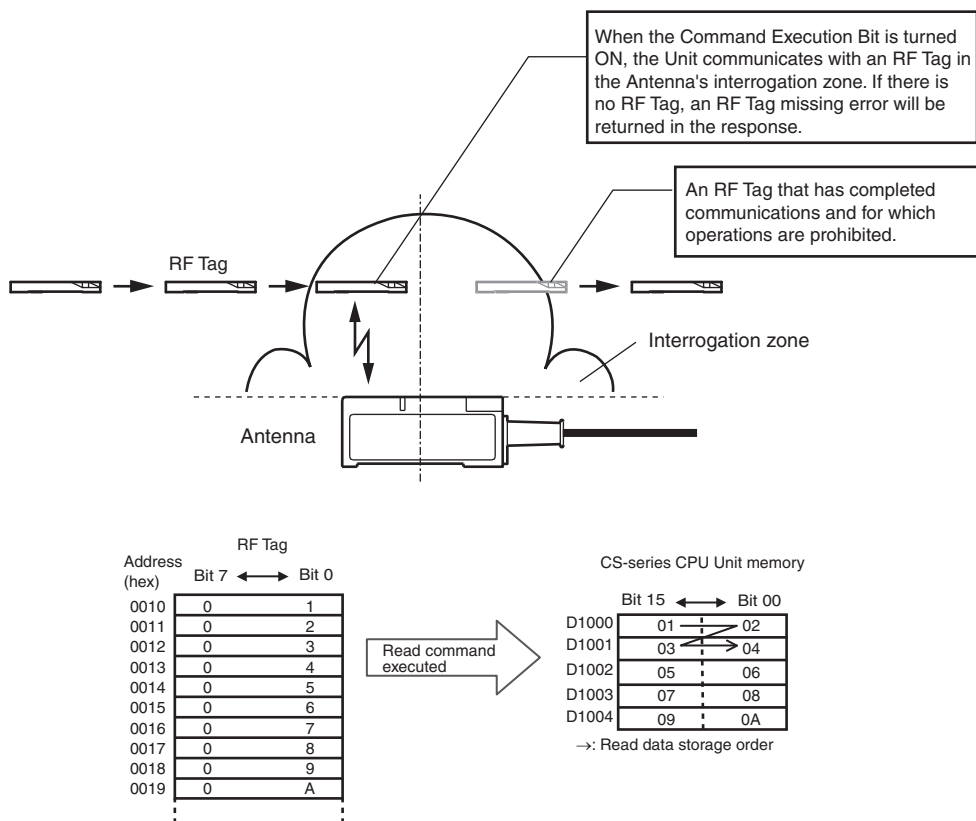 When the Command Execution Bit is turned
ON, the Unit communicates with an RF Tag in
the Antenna's interrogation zone. If there is
no RF Tag, an RF Tag missing error will be
returned in the response.
An RF Tag that has completed
communications and for which
operations are prohibited.
RF Tag
Interrogation zone
Antenna
RF Tag
Address
(hex)
Bit 7 ↔ Bit 0
0010 0 1
0011 0 2
0012 0 3
0013 0 4
0014 0 5
0015 0 6
0016 0 7
0017 0 8
0018 0 9
0019 0 A
Read command
executed
CS-series CPU Unit memory
Bit 15 ↔ Bit 00
D1000 01 02
D1001 03 04
D1002 05 06
D1003 07 08
D1004 09 0A
→: Read data storage order